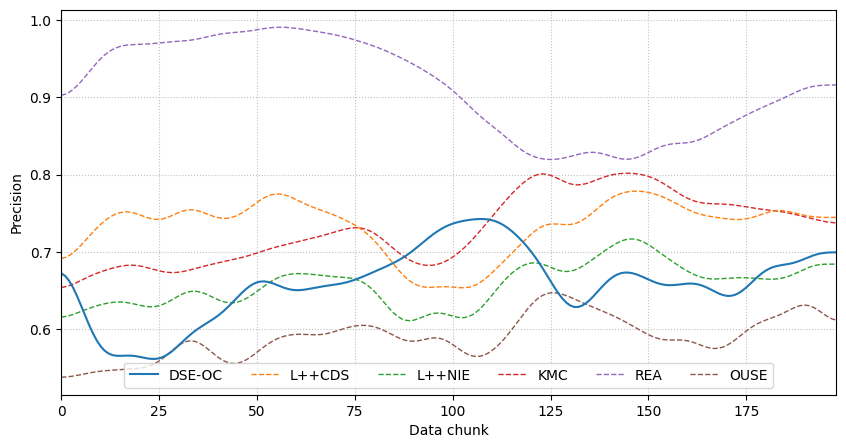 1.0
0.9
0.8
0.7
0.6
Precision
DSE-OC L++CDS L++NIE KMC REA OUSE
0 25 50 75 100 125 150 175
Data chunk